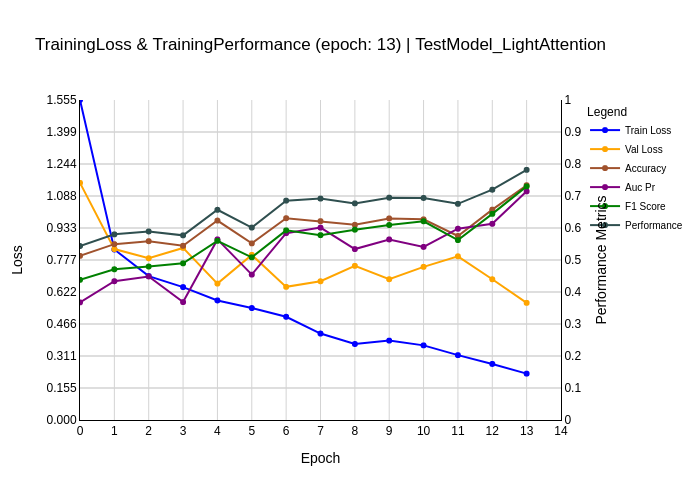 TrainingLoss & TrainingPerformance (epoch: 13) | TestModel_LightAttention
Legend
Train Loss
Val Loss
Accuracy
Auc Pr
F1 Score
Performance
1.555
1.399
1.244
1.088
0.933
0.777
0.622
0.466
0.311
0.155
0.000
Loss
1
0.9
0.8
0.7
0.6
0.5
0.4
0.3
0.2
0.1
0
Performance Metrics
0 1 2 3 4 5 6 7 8 9 10 11 12 13 14
Epoch